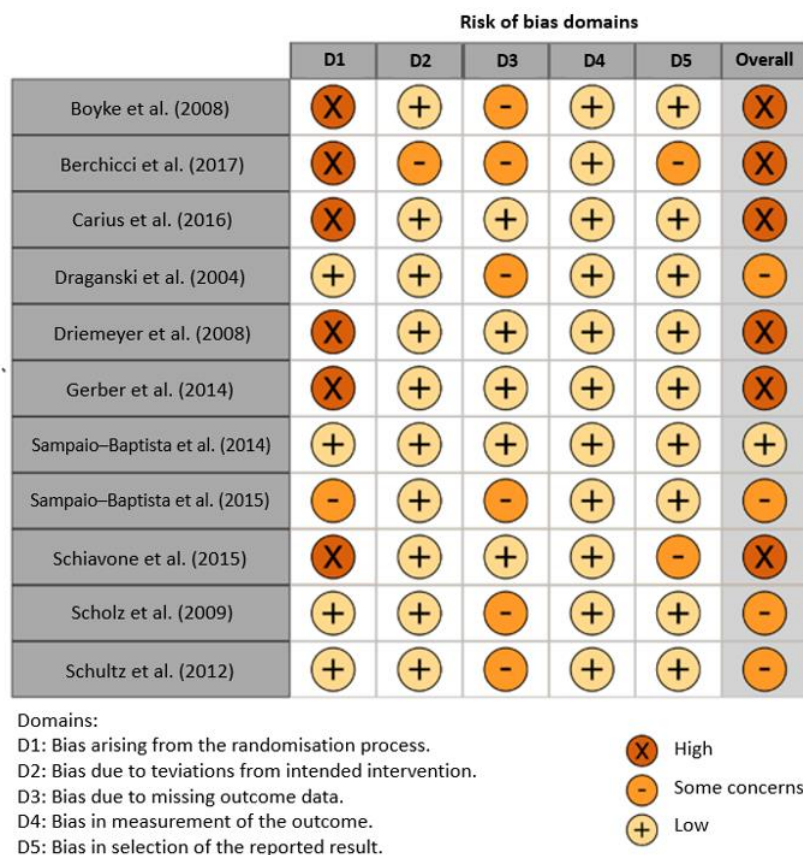 Risk of bias domains
D1 D2 D3 D4 D5 Overall
Boyke et al. (2008) X + - + + X
Berchicci et al. (2017) X - - + - X
Carius et al. (2016) X + + + + X
Draganski et al. (2004) + + - + + -
Driemeyer et al. (2008) X + + + + X
Gerber et al. (2014) X + + + + X
Sampaio–Baptista et al. (2014) + + + + + +
Sampaio–Baptista et al. (2015) - + - + + -
Schiavone et al. (2015) X + + + - X
Scholz et al. (2009) + + - + + -
Schultz et al. (2012) + + - + + -
Domains:
D1: Bias arising from the randomisation process.
D2: Bias due to teviations from intended intervention.
D3: Bias due to missing outcome data.
D4: Bias in measurement of the outcome.
D5: Bias in selection of the reported result.
X High
- Some concerns
+ Low